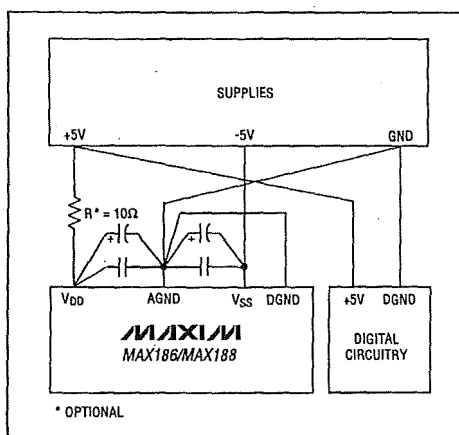 SUPPLIES
+5V -5V GND
R* = 10Ω
+ +
VDD AGND VSS DGND +5V DGND
MAXIM
MAX186/MAX188
DIGITAL
CIRCUITRY
* OPTIONAL